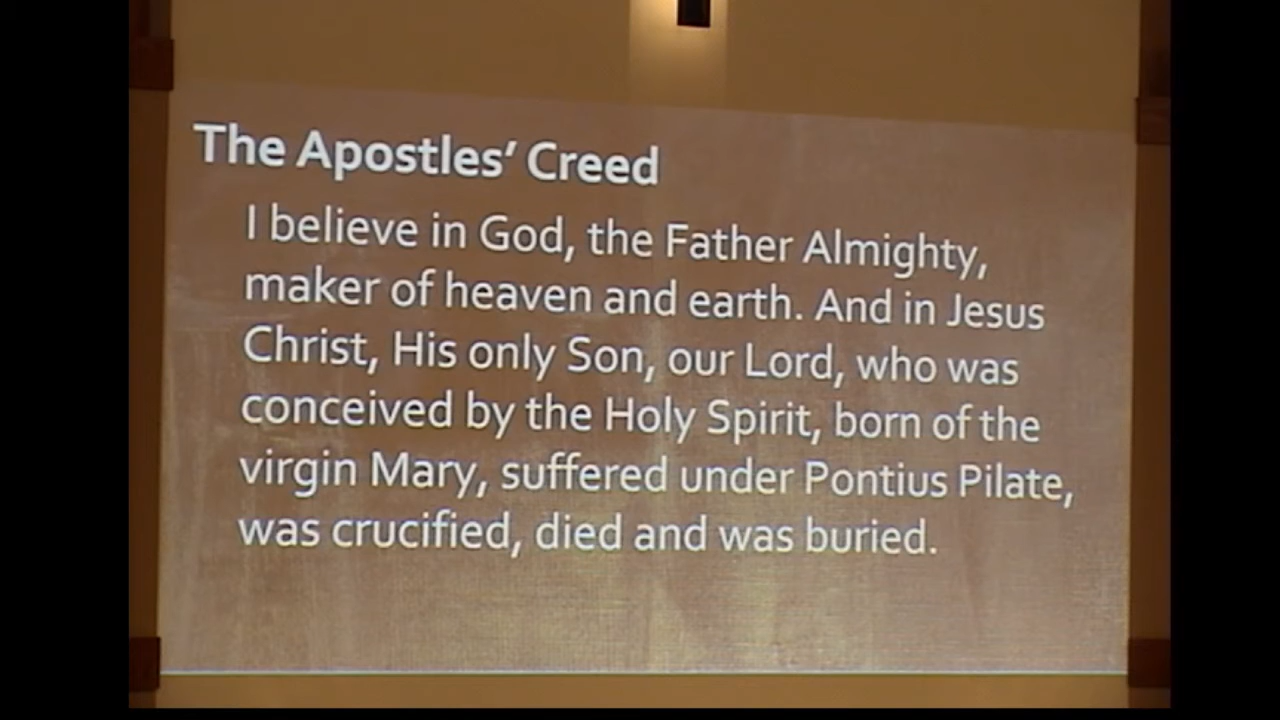 The Apostles’ Creed
I believe in God, the Father Almighty,
maker of heaven and earth. And in Jesus
Christ, His only Son, our Lord, who was
conceived by the Holy Spirit, born of the
virgin Mary, suffered under Pontius Pilate,
was crucified, died and was buried.